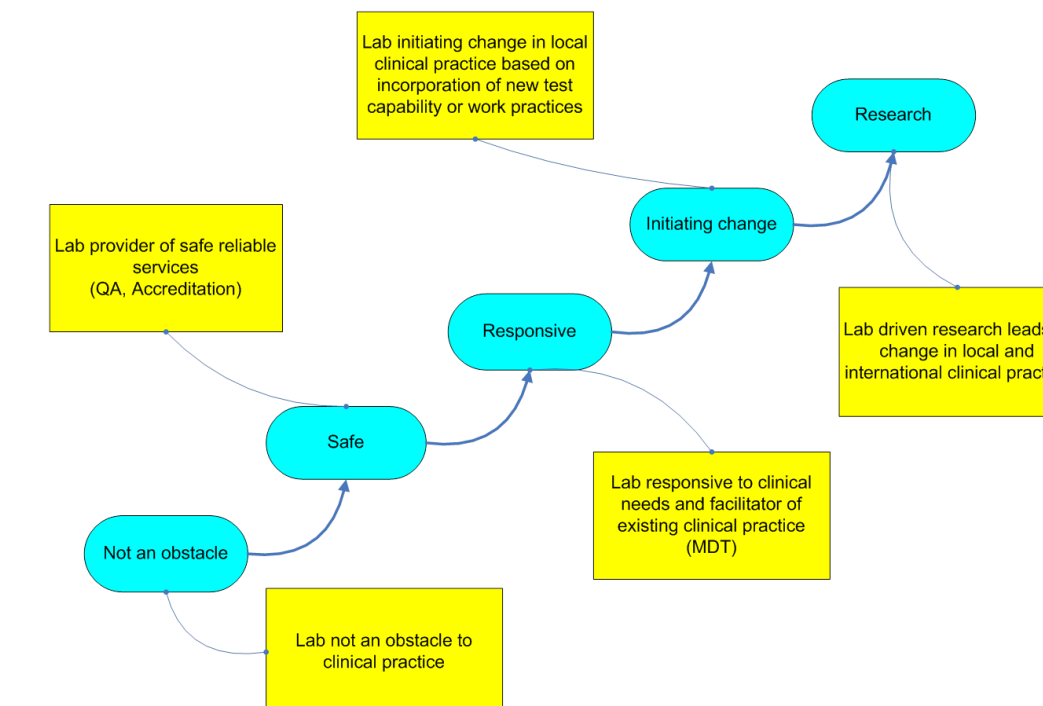 Lab initiating change in local
clinical practice based on
incorporation of new test
capability or work practices
Research
Initiating change
Lab provider of safe reliable
services
(QA, Accreditation)
Responsive
Lab driven research lead
change in local and
international clinical
Safe
Lab responsive to clinical
needs and facilitator of
existing clinical practice
(MDT)
Not an obstacle
Lab not an obstacle to
clinical practice